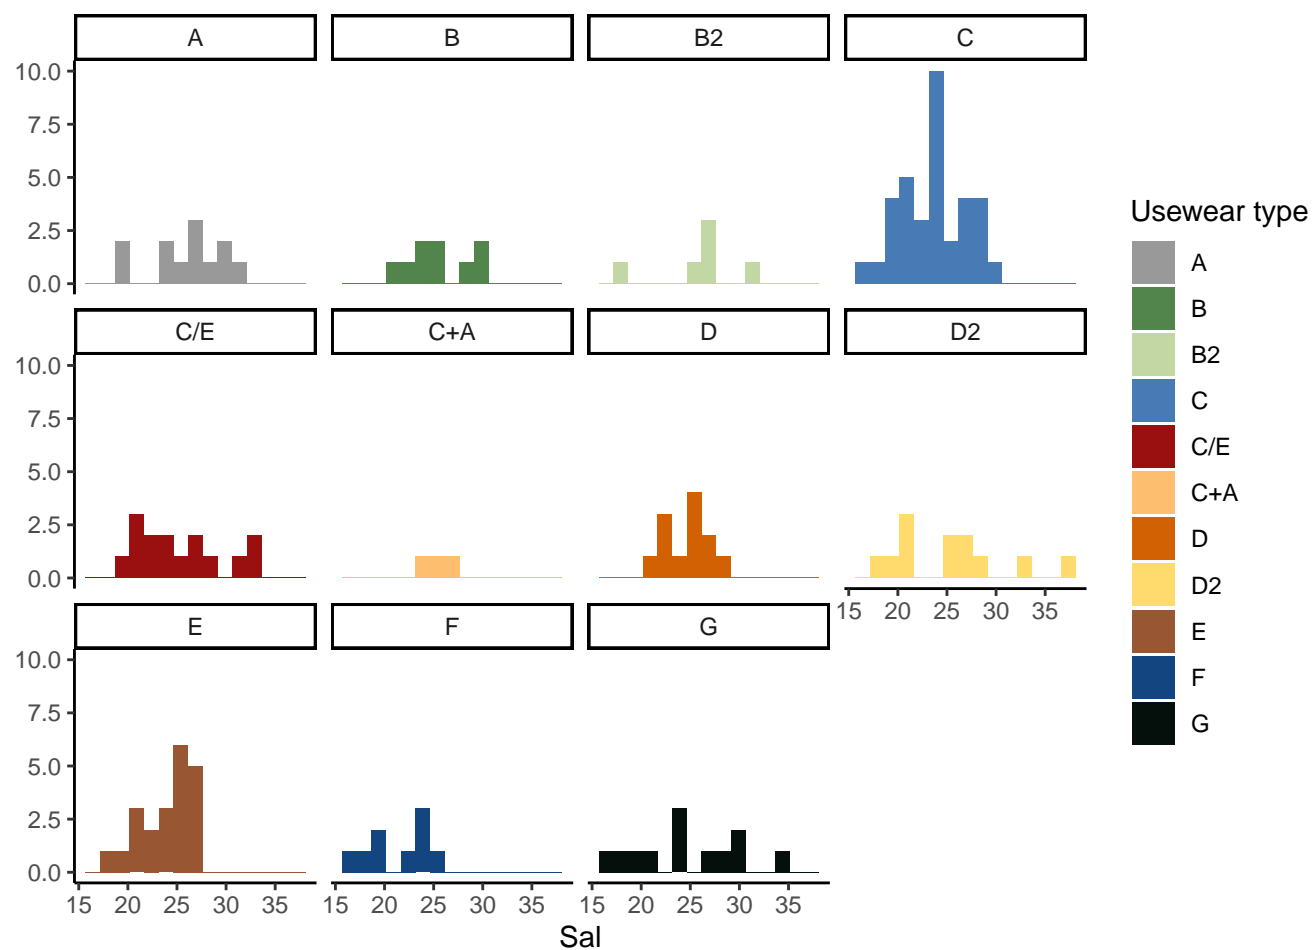 A B B2 C
10.0
7.5
5.0
2.5
0.0
Usewear type
A
B
B2
C
C/E
C+A
D
D2
E
F
G
C/E C+A D D2
10.0
7.5
5.0
2.5
0.0
15 20 25 30 35
E F G
10.0
7.5
5.0
2.5
0.0
15 20 25 30 35 15 20 25 30 35 15 20 25 30 35
Sal